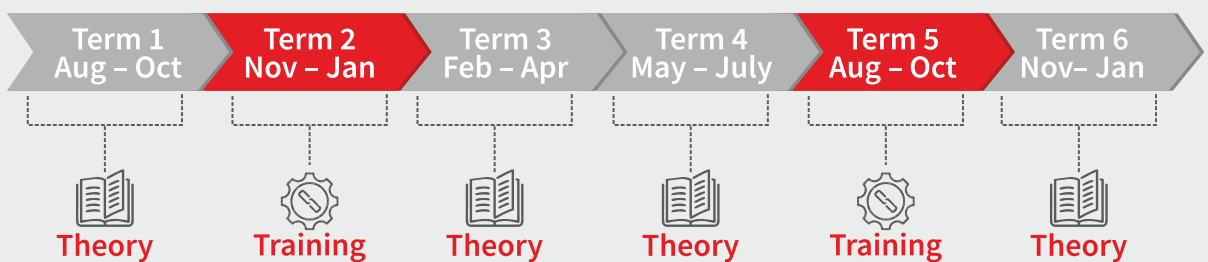 Term 1
Aug – Oct
Term 2
Nov – Jan
Term 3
Feb – Apr
Term 4
May – July
Term 5
Aug – Oct
Term 6
Nov– Jan
Theory
Training
Theory
Theory
Training
Theory